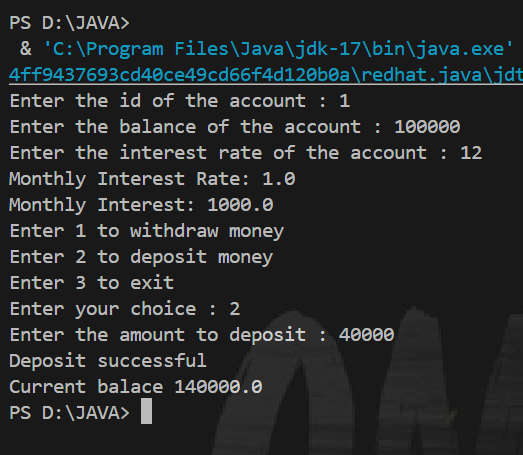 PS D:\JAVA>
& 'C:\Program Files\Java\jdk-17\bin\java.exe'
4ff9437693cd40ce49cd66f4d120b0a\redhat.java\jdt
Enter the id of the account : 1
Enter the balance of the account : 100000
Enter the interest rate of the account : 12
Monthly Interest Rate: 1.0
Monthly Interest: 1000.0
Enter 1 to withdraw money
Enter 2 to deposit money
Enter 3 to exit
Enter your choice : 2
Enter the amount to deposit : 40000
Deposit successful
Current balace 140000.0
PS D:\JAVA>